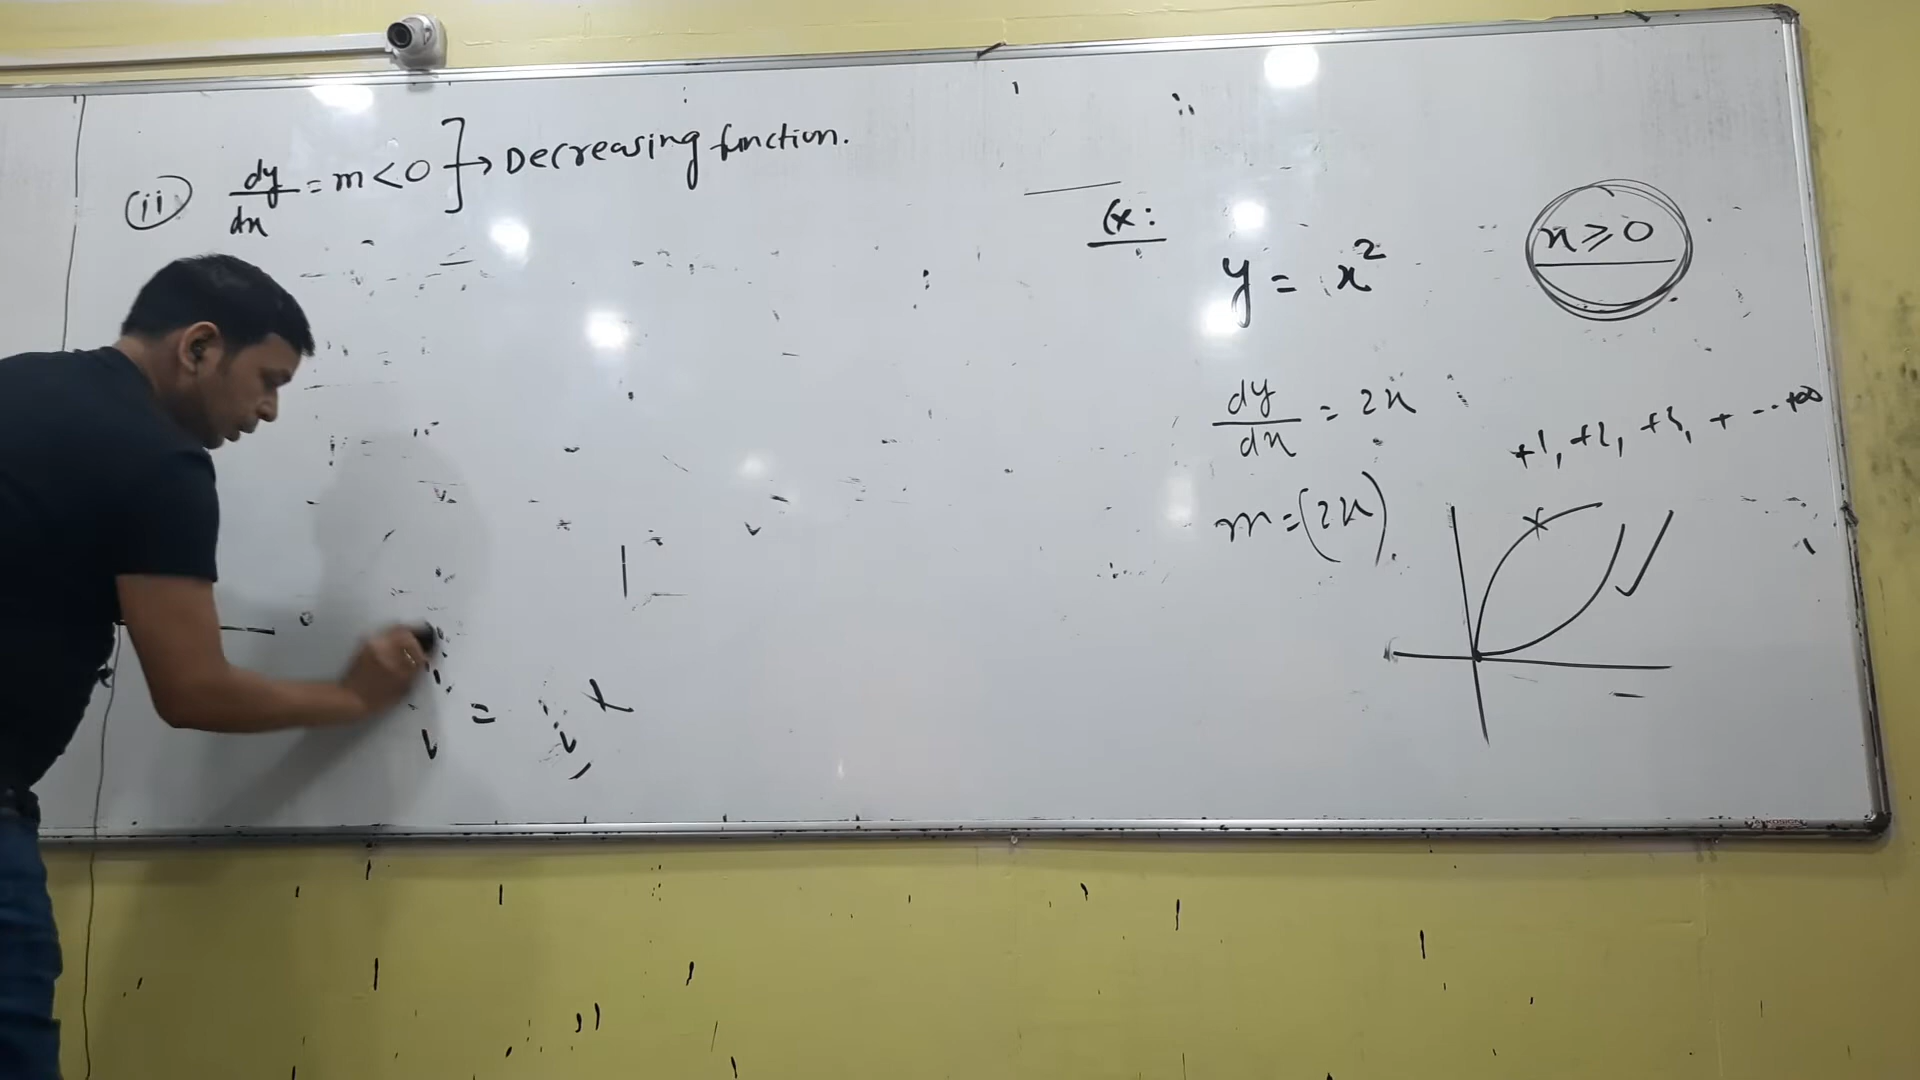 (ii) dy/dx = m < 0 ] → Decreasing function.
Ex:
y = x²
x ≥ 0
dy/dx = 2x
+1, +2, +3, + --- +∞
m = (2x)